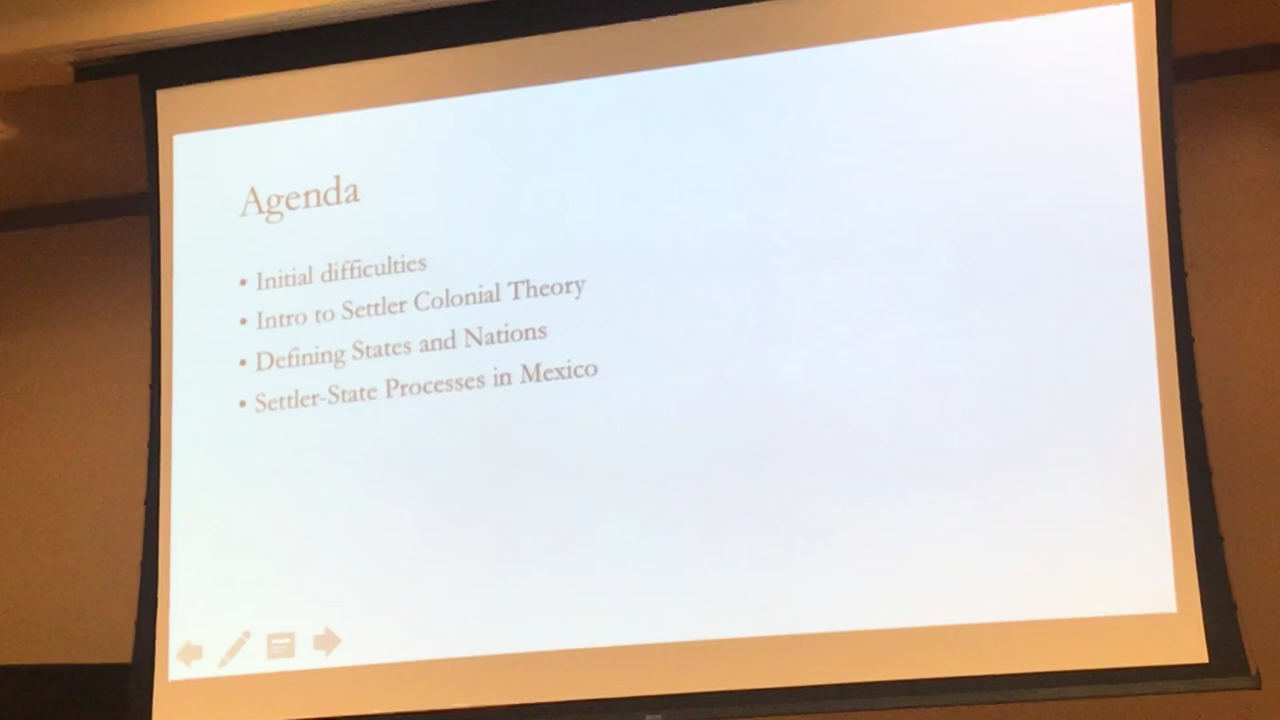 Agenda
• Initial difficulties
• Intro to Settler Colonial Theory
• Defining States and Nations
• Settler-State Processes in Mexico